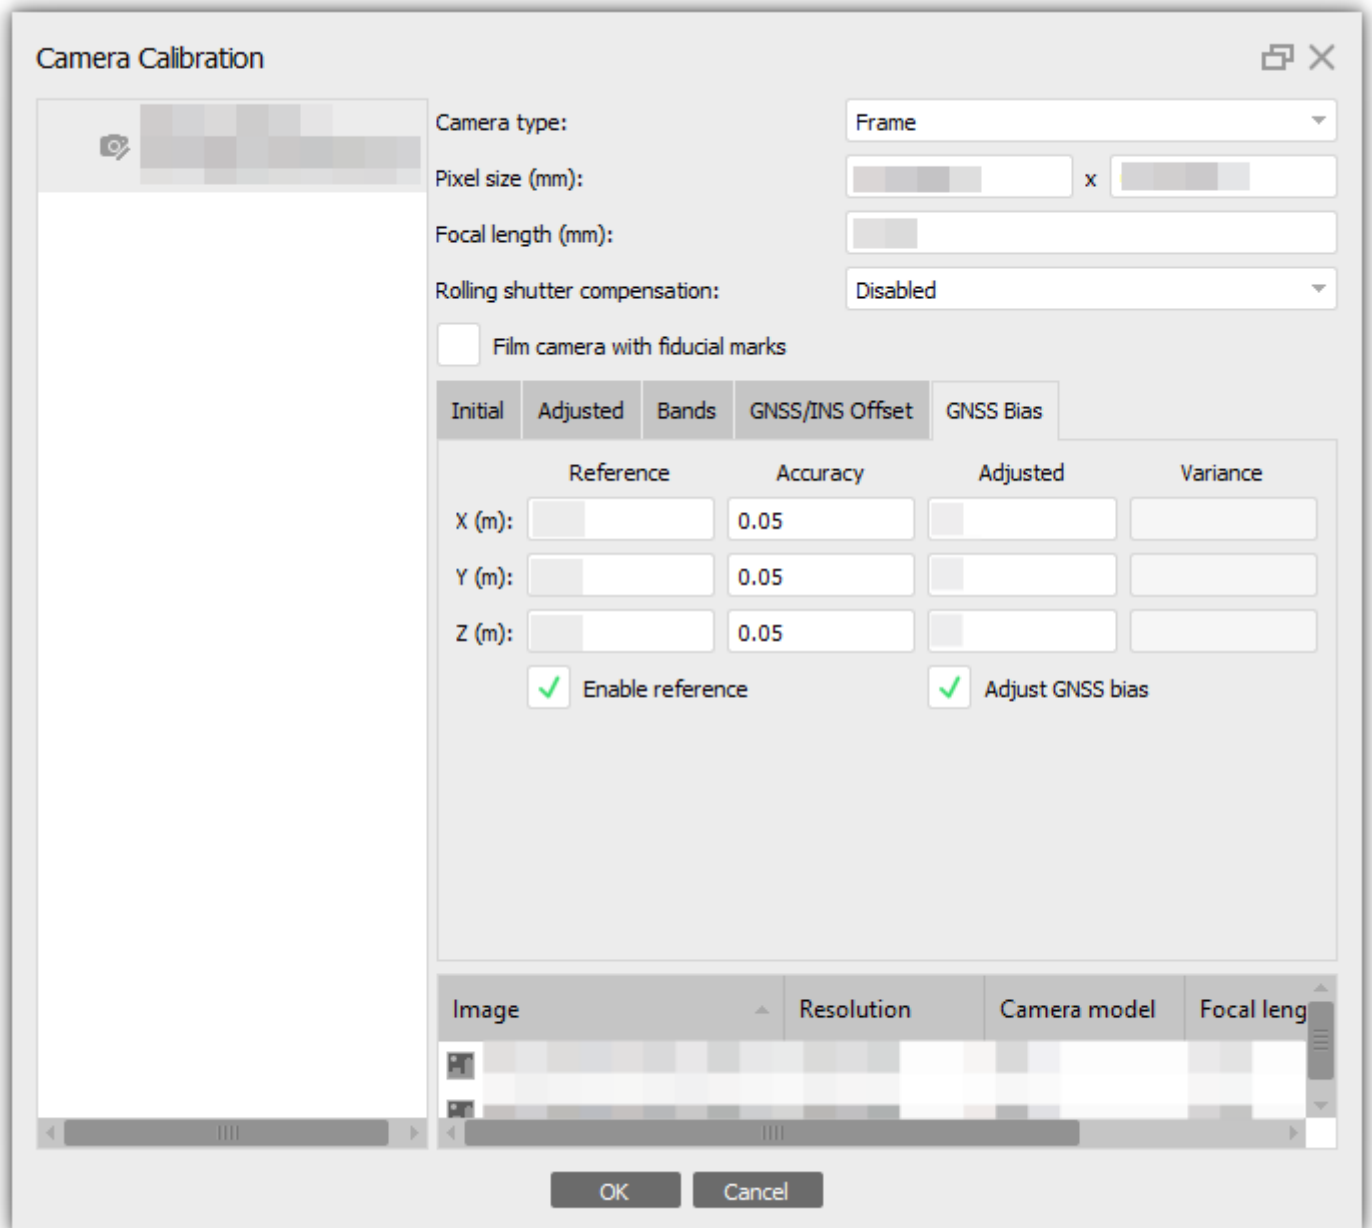 Camera Calibration
Camera type:
Frame
Pixel size (mm):
x
Focal length (mm):
Rolling shutter compensation:
Disabled
Film camera with fiducial marks
Initial
Adjusted
Bands
GNSS/INS Offset
GNSS Bias
Reference
Accuracy
Adjusted
Variance
X (m):
0.05
Y (m):
0.05
Z (m):
0.05
Enable reference
Adjust GNSS bias
Image
Resolution
Camera model
Focal leng
OK
Cancel